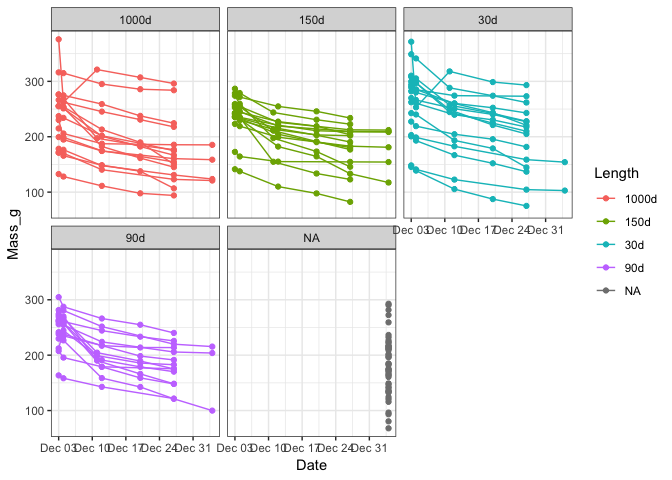 1000d 150d 30d
300
200
100
Mass_g
Dec 03 Dec 10 Dec 17 Dec 24 Dec 31
90d NA
300
200
100
Dec 03 Dec 10 Dec 17 Dec 24 Dec 31 Dec 03 Dec 10 Dec 17 Dec 24 Dec 31
Date
Length
1000d
150d
30d
90d
NA